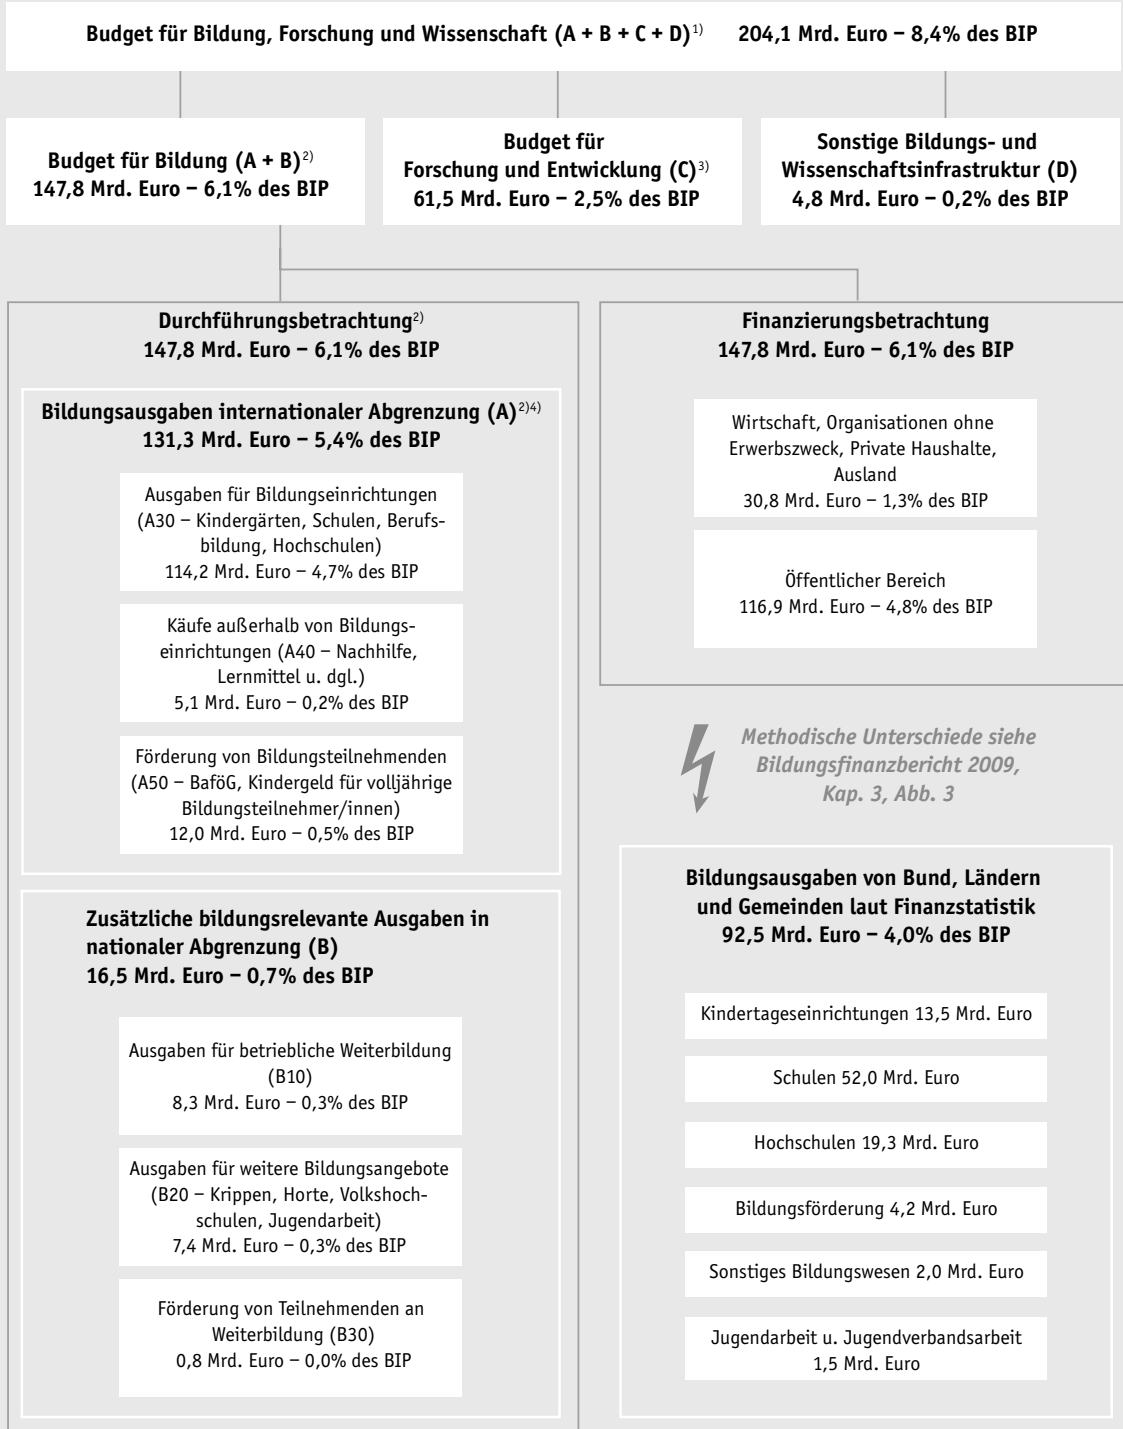 Budget für Bildung, Forschung und Wissenschaft (A + B + C + D)1) 204,1 Mrd. Euro – 8,4% des BIP
Budget für Bildung (A + B)2)
147,8 Mrd. Euro – 6,1% des BIP
Budget für
Forschung und Entwicklung (C)3)
61,5 Mrd. Euro – 2,5% des BIP
Sonstige Bildungs- und
Wissenschaftsinfrastruktur (D)
4,8 Mrd. Euro – 0,2% des BIP
Durchführungsbetrachtung2)
147,8 Mrd. Euro – 6,1% des BIP
Bildungsausgaben internationaler Abgrenzung (A)2)4)
131,3 Mrd. Euro – 5,4% des BIP
Ausgaben für Bildungseinrichtungen
(A30 – Kindergärten, Schulen, Berufs-
bildung, Hochschulen)
114,2 Mrd. Euro – 4,7% des BIP
Käufe außerhalb von Bildungs-
einrichtungen (A40 – Nachhilfe,
Lernmittel u. dgl.)
5,1 Mrd. Euro – 0,2% des BIP
Förderung von Bildungsteilnehmenden
(A50 – BaföG, Kindergeld für volljährige
Bildungsteilnehmer/innen)
12,0 Mrd. Euro – 0,5% des BIP
Zusätzliche bildungsrelevante Ausgaben in
nationaler Abgrenzung (B)
16,5 Mrd. Euro – 0,7% des BIP
Ausgaben für betriebliche Weiterbildung
(B10)
8,3 Mrd. Euro – 0,3% des BIP
Ausgaben für weitere Bildungsangebote
(B20 – Krippen, Horte, Volkshoch-
schulen, Jugendarbeit)
7,4 Mrd. Euro – 0,3% des BIP
Förderung von Teilnehmenden an
Weiterbildung (B30)
0,8 Mrd. Euro – 0,0% des BIP
Finanzierungsbetrachtung
147,8 Mrd. Euro – 6,1% des BIP
Wirtschaft, Organisationen ohne
Erwerbszweck, Private Haushalte,
Ausland
30,8 Mrd. Euro – 1,3% des BIP
Öffentlicher Bereich
116,9 Mrd. Euro – 4,8% des BIP
Methodische Unterschiede siehe
Bildungsfinanzbericht 2009,
Kap. 3, Abb. 3
Bildungsausgaben von Bund, Ländern
und Gemeinden laut Finanzstatistik
92,5 Mrd. Euro – 4,0% des BIP
Kindertageseinrichtungen 13,5 Mrd. Euro
Schulen 52,0 Mrd. Euro
Hochschulen 19,3 Mrd. Euro
Bildungsförderung 4,2 Mrd. Euro
Sonstiges Bildungswesen 2,0 Mrd. Euro
Jugendarbeit u. Jugendverbandsarbeit
1,5 Mrd. Euro